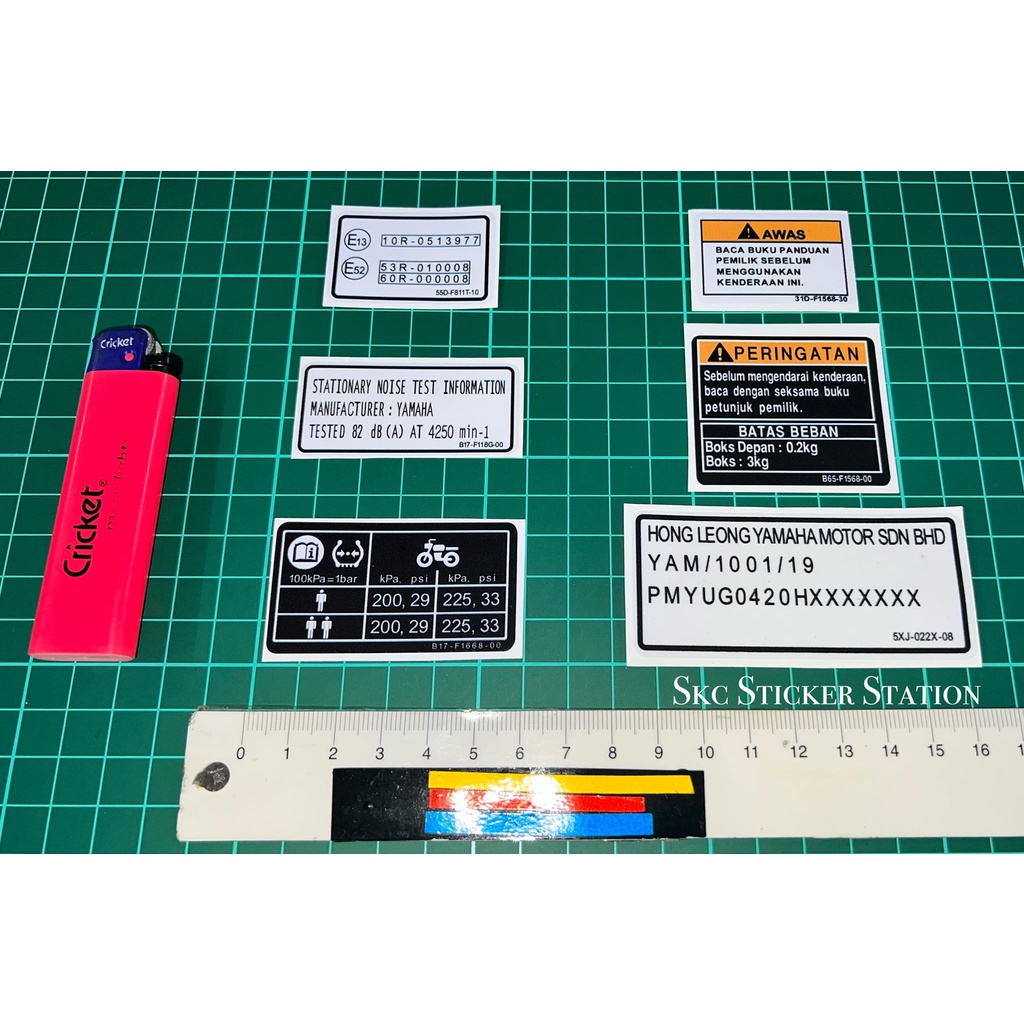 E13 10R-0513977
E52 53R-010008
60R-000008
55D-F811T-10
AWAS
BACA BUKU PANDUAN
PEMILIK SEBELUM
MENGGUNAKAN
KENDERAAN INI.
31D-F1568-30
Cricket
Cricket®
STATIONARY NOISE TEST INFORMATION
MANUFACTURER : YAMAHA
TESTED 82 dB (A) AT 4250 min-1
B17-F118G-00
PERINGATAN
Sebelum mengendarai kenderaan,
baca dengan seksama buku
petunjuk pemilik.
BATAS BEBAN
Boks Depan : 0.2kg
Boks : 3kg
B65-F1568-00
100kPa=1bar kPa, psi kPa, psi
200, 29 225, 33
200, 29 225, 33
B17-F1668-00
HONG LEONG YAMAHA MOTOR SDN BHD
YAM/1001/19
PMYUG0420HXXXXXXX
5XJ-022X-08
SKC STICKER STATION
0 1 2 3 4 5 6 7 8 9 10 11 12 13 14 15 16